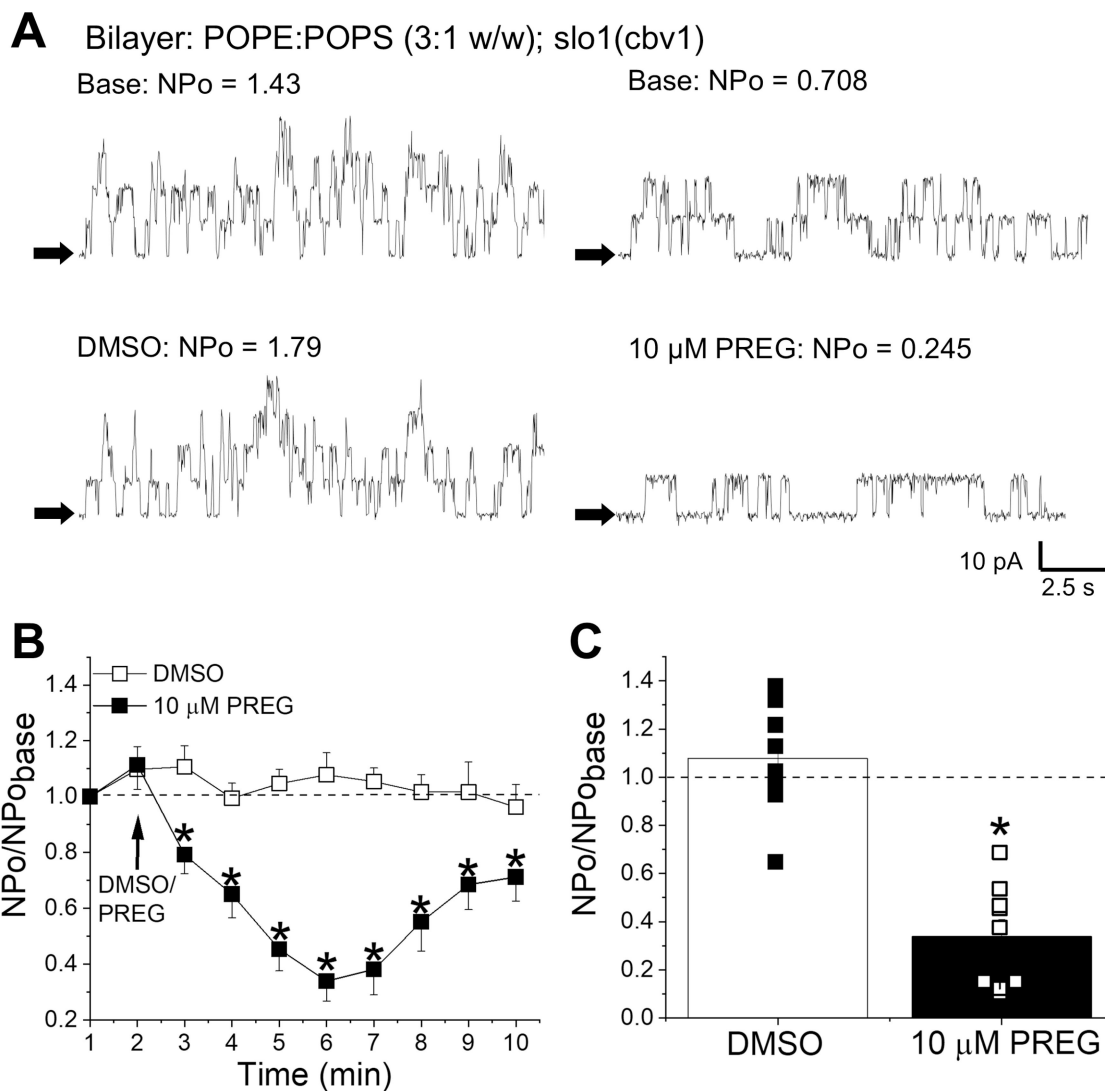 A Bilayer: POPE:POPS (3:1 w/w); slo1(cbv1)
Base: NPo = 1.43
Base: NPo = 0.708
DMSO: NPo = 1.79
10 µM PREG: NPo = 0.245
10 pA
2.5 s
B
DMSO
10 µM PREG
NPo/NPobase
1.4
1.2
1.0
0.8
0.6
0.4
0.2
* * * * * * * *
DMSO/
PREG
1 2 3 4 5 6 7 8 9 10
Time (min)
C
NPo/NPobase
1.4
1.2
1.0
0.8
0.6
0.4
0.2
0.0
*
DMSO
10 µM PREG